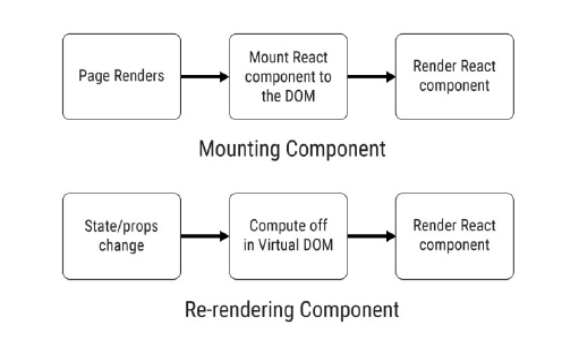 Page Renders
Mount React
component to
the DOM
Render React
component
Mounting Component
State/props
change
Compute off
in Virtual DOM
Render React
component
Re-rendering Component